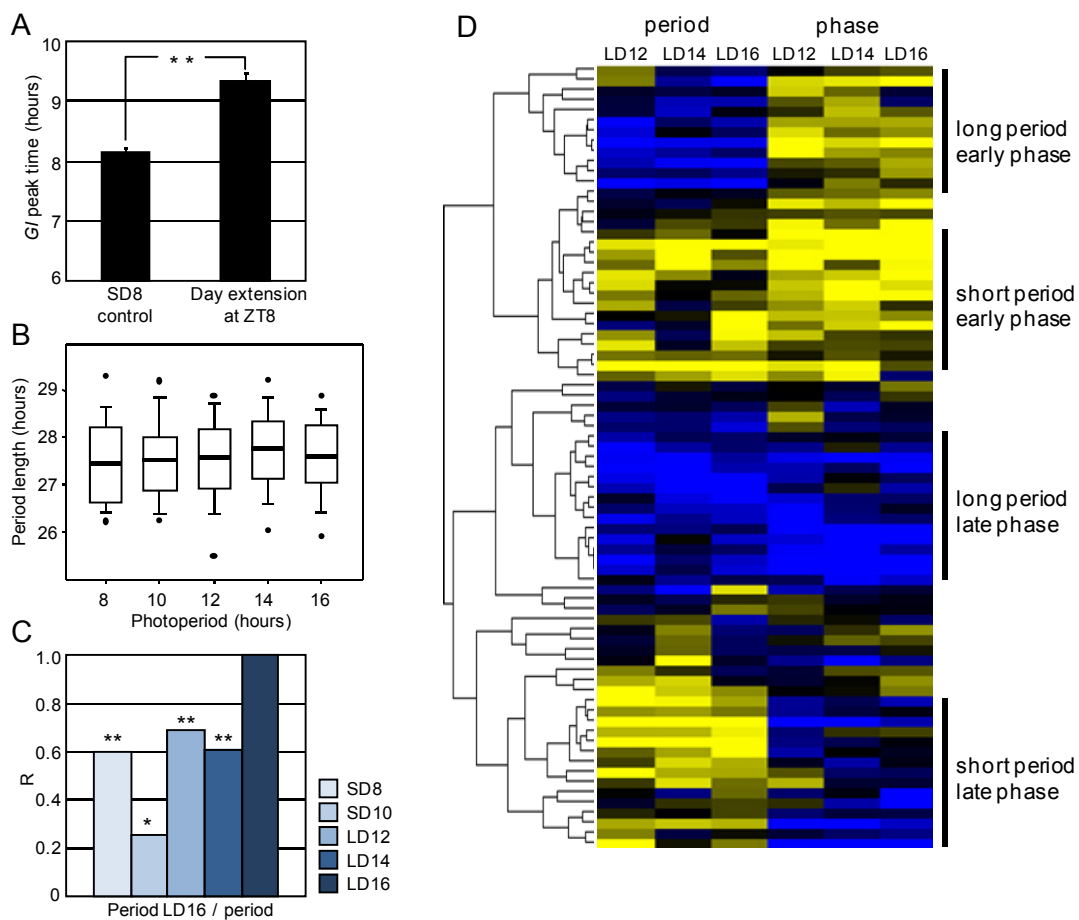 A
10
9
8
7
6
GI peak time (hours)
**
SD8
control
Day extension
at ZT8
B
29
28
27
26
Period length (hours)
8
10
12
14
16
Photoperiod (hours)
C
1.0
0.8
0.6
0.4
0.2
0
R
**
*
**
**
Period LD16 / period
SD8
SD10
LD12
LD14
LD16
D
period
phase
LD12
LD14
LD16
LD12
LD14
LD16
long period
early phase
short period
early phase
long period
late phase
short period
late phase